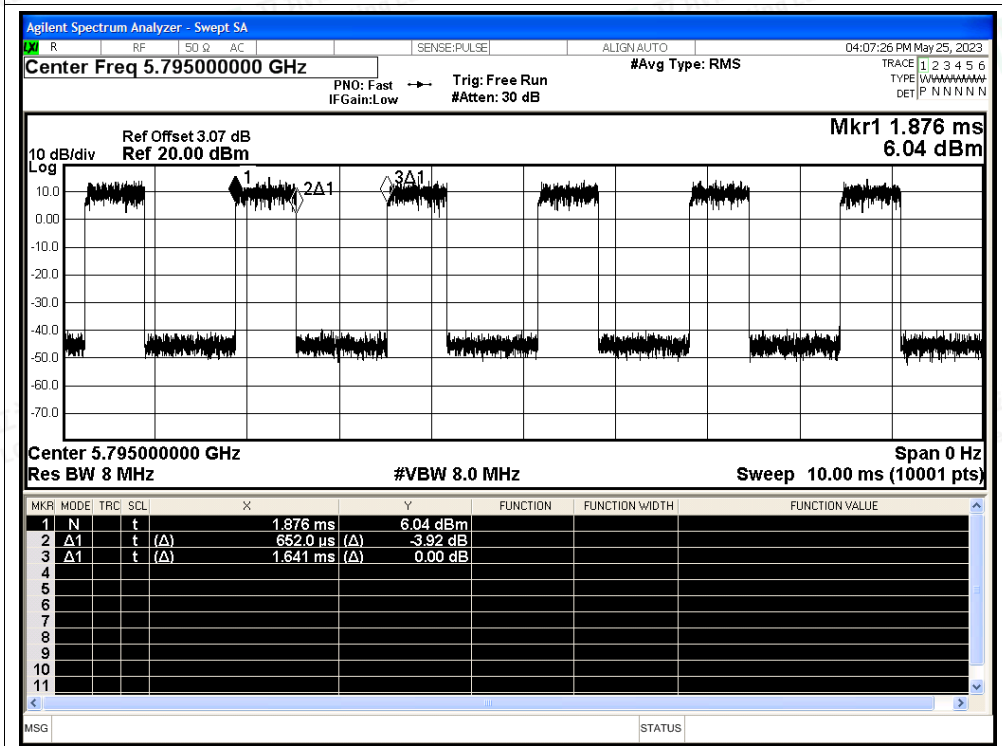 Agilent Spectrum Analyzer - Swept SA
LXI R RF 50 Ω AC SENSE:PULSE ALIGN AUTO 04:07:26 PM May 25, 2023
Center Freq 5.795000000 GHz #Avg Type: RMS TRACE 1 2 3 4 5 6
PNO: Fast Trig: Free Run TYPE W
IFGain:Low #Atten: 30 dB DET P N N N N N
Mkr1 1.876 ms
6.04 dBm
Ref Offset 3.07 dB
10 dB/div Ref 20.00 dBm
Log
1 2Δ1 3Δ1
10.0
0.00
-10.0
-20.0
-30.0
-40.0
-50.0
-60.0
-70.0
Center 5.795000000 GHz Span 0 Hz
Res BW 8 MHz #VBW 8.0 MHz Sweep 10.00 ms (10001 pts)
MKR MODE TRC SCL X Y FUNCTION FUNCTION WIDTH FUNCTION VALUE
1 N t 1.876 ms 6.04 dBm
2 Δ1 t (Δ) 652.0 µs (Δ) -3.92 dB
3 Δ1 t (Δ) 1.641 ms (Δ) 0.00 dB
4
5
6
7
8
9
10
11
MSG STATUS